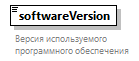 softwareVersion
Версия используемого
программного обеспечения